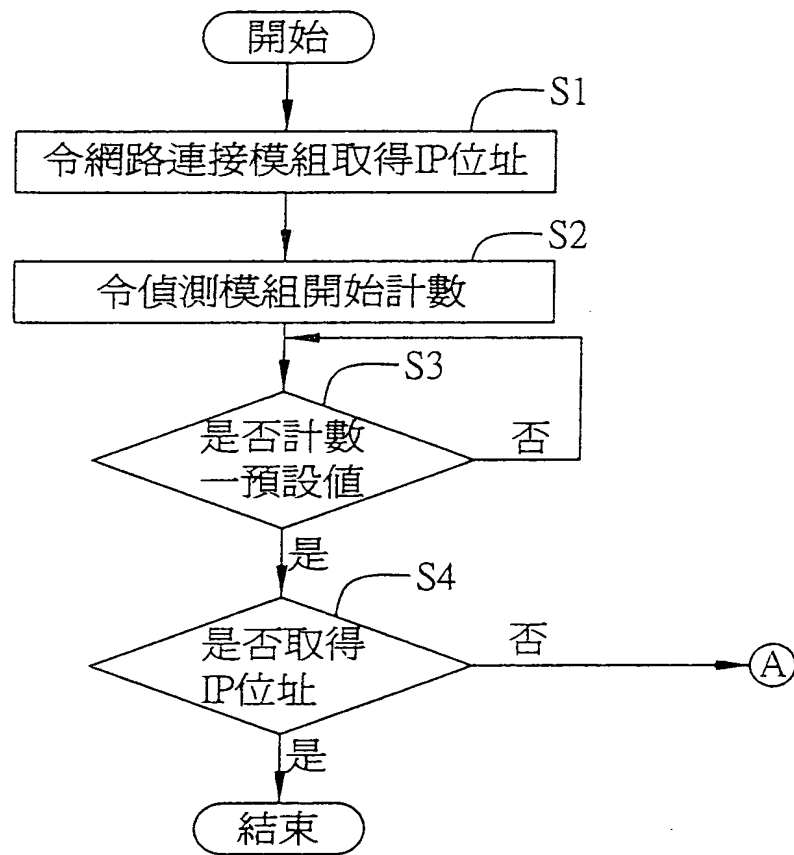 開始
S1
令網路連接模組取得IP位址
S2
令偵測模組開始計數
S3
是否計數
一預設值
否
是
S4
是否取得
IP位址
否
A
是
結束